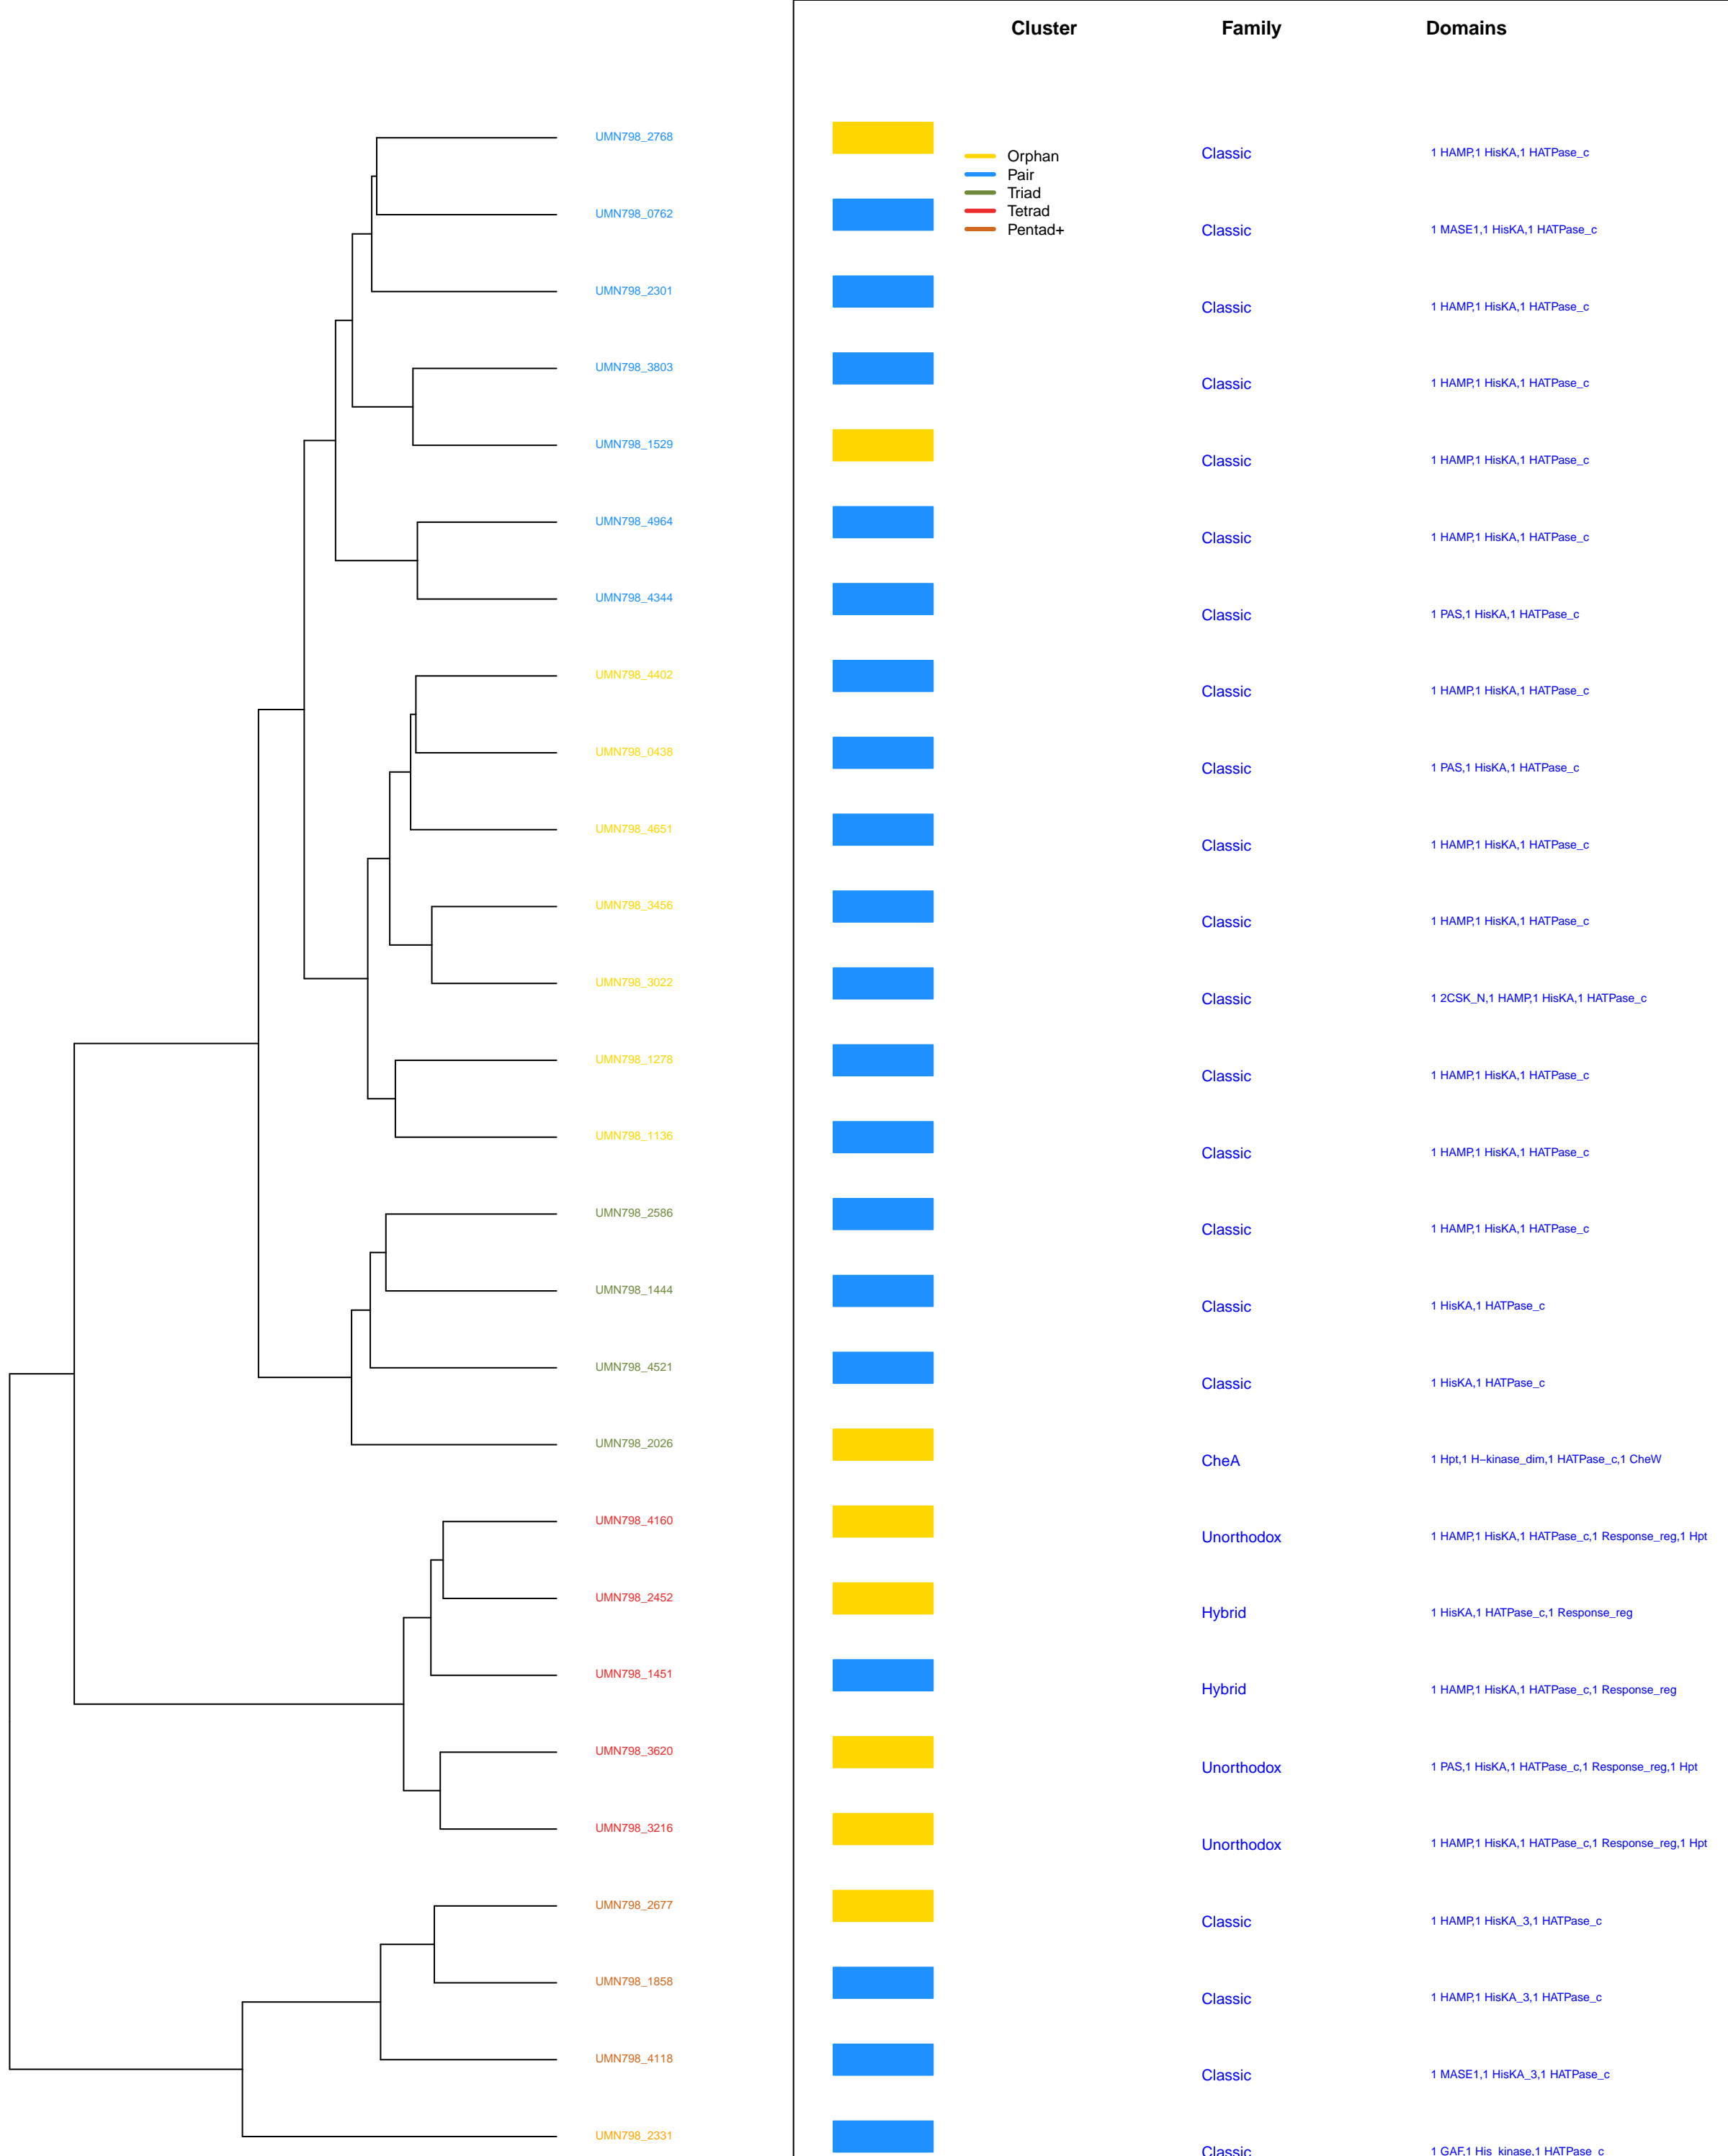 Cluster Family Domains
UMN798_2768 Classic 1 HAMP,1 HisKA,1 HATPase_c
Orphan
Pair
Triad
Tetrad
Pentad+
UMN798_0762 Classic 1 MASE1,1 HisKA,1 HATPase_c
UMN798_2301 Classic 1 HAMP,1 HisKA,1 HATPase_c
UMN798_3803 Classic 1 HAMP,1 HisKA,1 HATPase_c
UMN798_1529 Classic 1 HAMP,1 HisKA,1 HATPase_c
UMN798_4964 Classic 1 HAMP,1 HisKA,1 HATPase_c
UMN798_4344 Classic 1 PAS,1 HisKA,1 HATPase_c
UMN798_4402 Classic 1 HAMP,1 HisKA,1 HATPase_c
UMN798_0438 Classic 1 PAS,1 HisKA,1 HATPase_c
UMN798_4651 Classic 1 HAMP,1 HisKA,1 HATPase_c
UMN798_3456 Classic 1 HAMP,1 HisKA,1 HATPase_c
UMN798_3022 Classic 1 2CSK_N,1 HAMP,1 HisKA,1 HATPase_c
UMN798_1278 Classic 1 HAMP,1 HisKA,1 HATPase_c
UMN798_1136 Classic 1 HAMP,1 HisKA,1 HATPase_c
UMN798_2586 Classic 1 HAMP,1 HisKA,1 HATPase_c
UMN798_1444 Classic 1 HisKA,1 HATPase_c
UMN798_4521 Classic 1 HisKA,1 HATPase_c
UMN798_2026 CheA 1 Hpt,1 H−kinase_dim,1 HATPase_c,1 CheW
UMN798_4160 Unorthodox 1 HAMP,1 HisKA,1 HATPase_c,1 Response_reg,1 Hpt
UMN798_2452 Hybrid 1 HisKA,1 HATPase_c,1 Response_reg
UMN798_1451 Hybrid 1 HAMP,1 HisKA,1 HATPase_c,1 Response_reg
UMN798_3620 Unorthodox 1 PAS,1 HisKA,1 HATPase_c,1 Response_reg,1 Hpt
UMN798_3216 Unorthodox 1 HAMP,1 HisKA,1 HATPase_c,1 Response_reg,1 Hpt
UMN798_2677 Classic 1 HAMP,1 HisKA_3,1 HATPase_c
UMN798_1858 Classic 1 HAMP,1 HisKA_3,1 HATPase_c
UMN798_4118 Classic 1 MASE1,1 HisKA_3,1 HATPase_c
UMN798_2331 Classic 1 GAF,1 His_kinase,1 HATPase_c